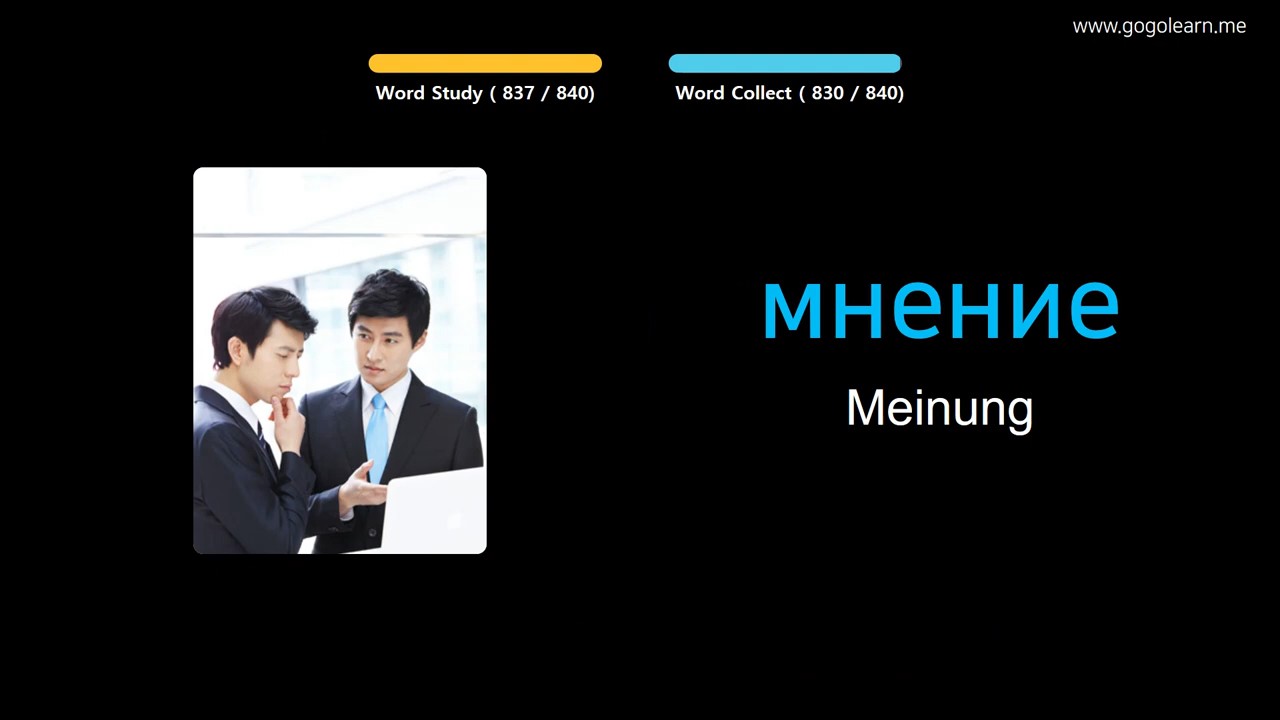 www.gogolearn.me
Word Study ( 837 / 840)
Word Collect ( 830 / 840)
мнение
Meinung